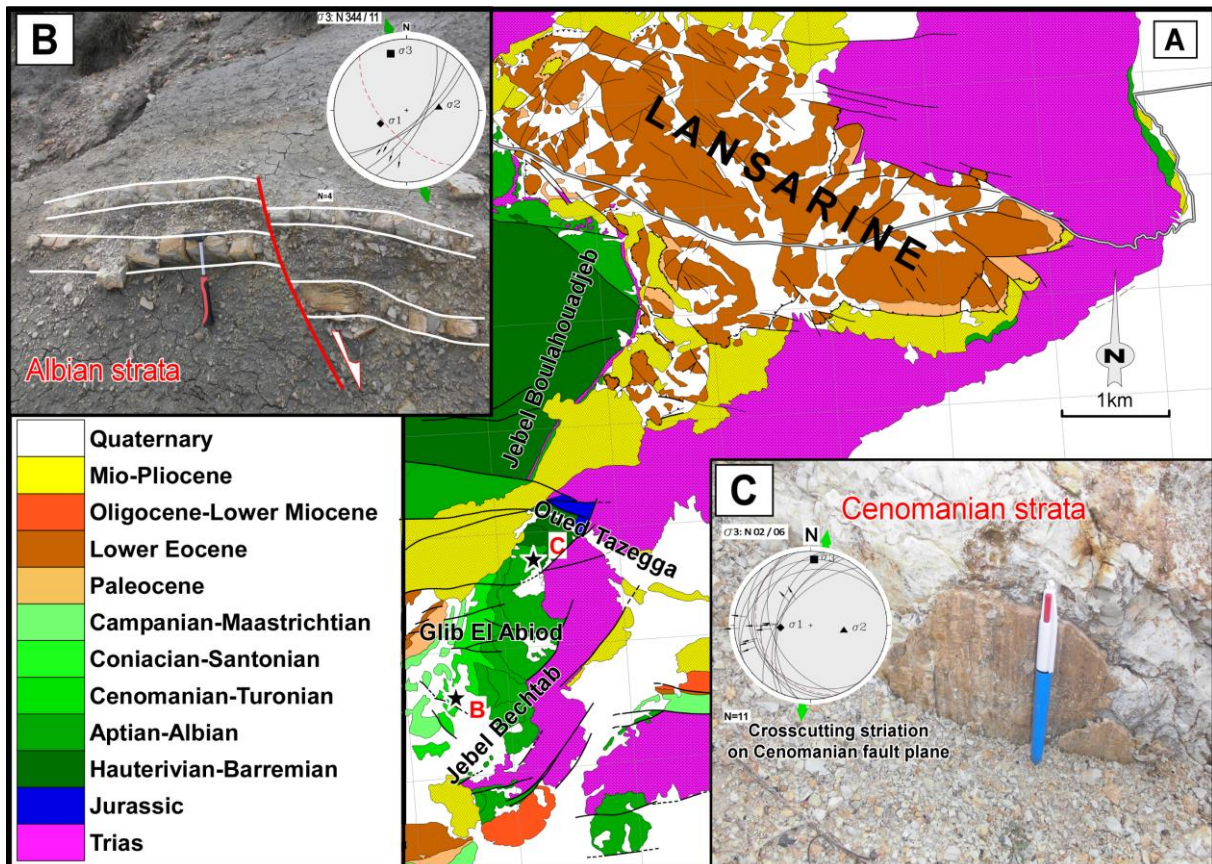 B
σ3: N 344 / 11
N
σ3
σ2
σ1
N=4
Albian strata
A
LANSARINE
Jebel Boulahouadjeb
N
1km
Quaternary
Mio-Pliocene
Oligocene-Lower Miocene
Lower Eocene
Paleocene
Campanian-Maastrichtian
Coniacian-Santonian
Cenomanian-Turonian
Aptian-Albian
Hauterivian-Barremian
Jurassic
Trias
Oued Tazegga
C
Glib El Abiod
B
Jebel Bechtab
C
Cenomanian strata
σ3: N 02 / 06
N
σ1
σ2
N=11
Crosscutting striation
on Cenomanian fault plane